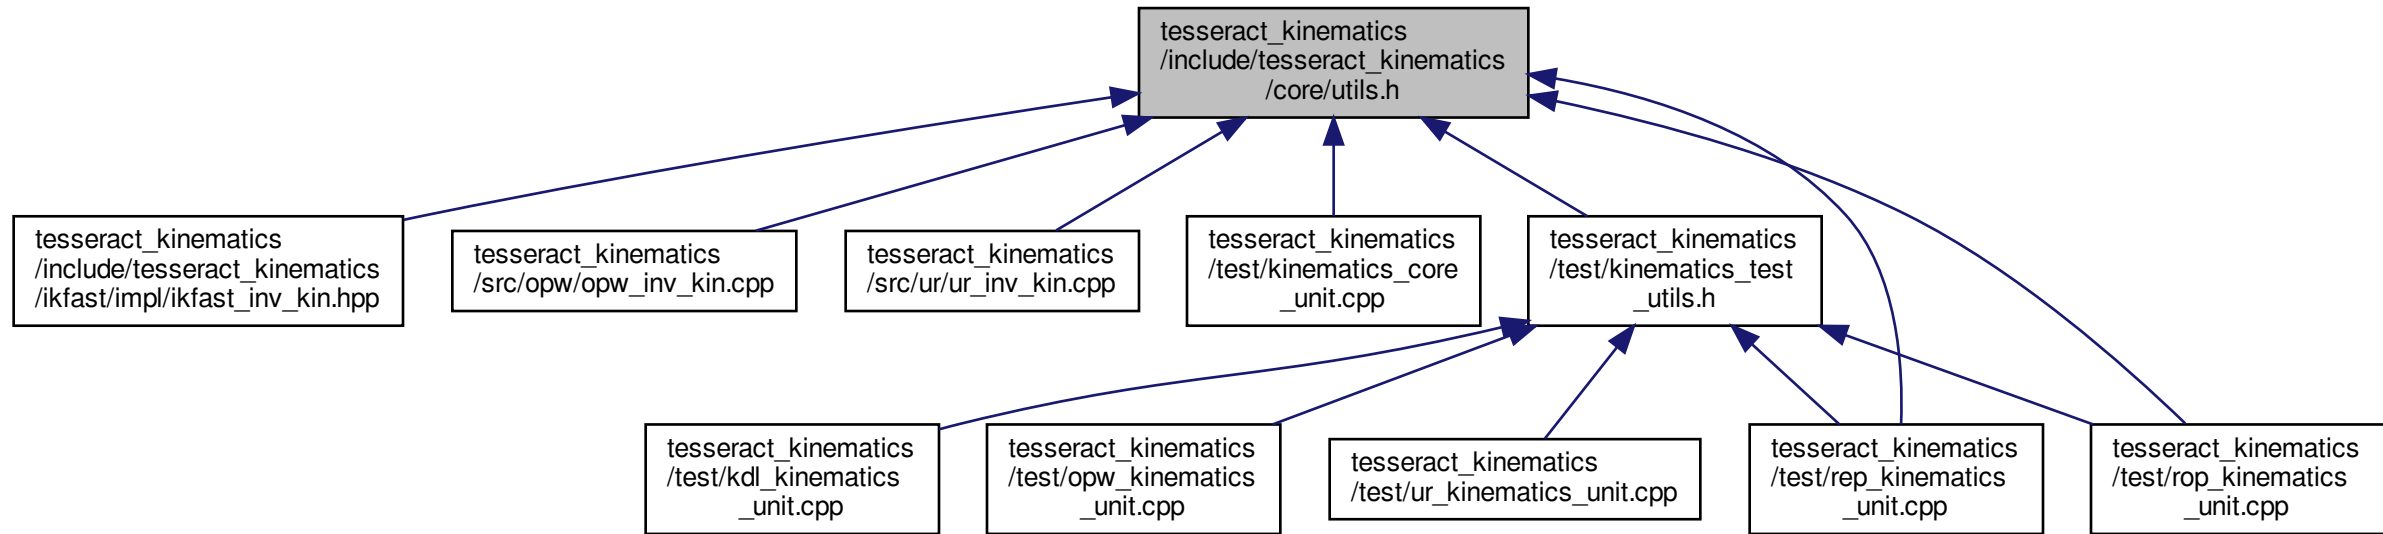 tesseract_kinematics
/include/tesseract_kinematics
/core/utils.h
tesseract_kinematics
/include/tesseract_kinematics
/ikfast/impl/ikfast_inv_kin.hpp
tesseract_kinematics
/src/opw/opw_inv_kin.cpp
tesseract_kinematics
/src/ur/ur_inv_kin.cpp
tesseract_kinematics
/test/kinematics_core
_unit.cpp
tesseract_kinematics
/test/kinematics_test
_utils.h
tesseract_kinematics
/test/kdl_kinematics
_unit.cpp
tesseract_kinematics
/test/opw_kinematics
_unit.cpp
tesseract_kinematics
/test/ur_kinematics_unit.cpp
tesseract_kinematics
/test/rep_kinematics
_unit.cpp
tesseract_kinematics
/test/rop_kinematics
_unit.cpp